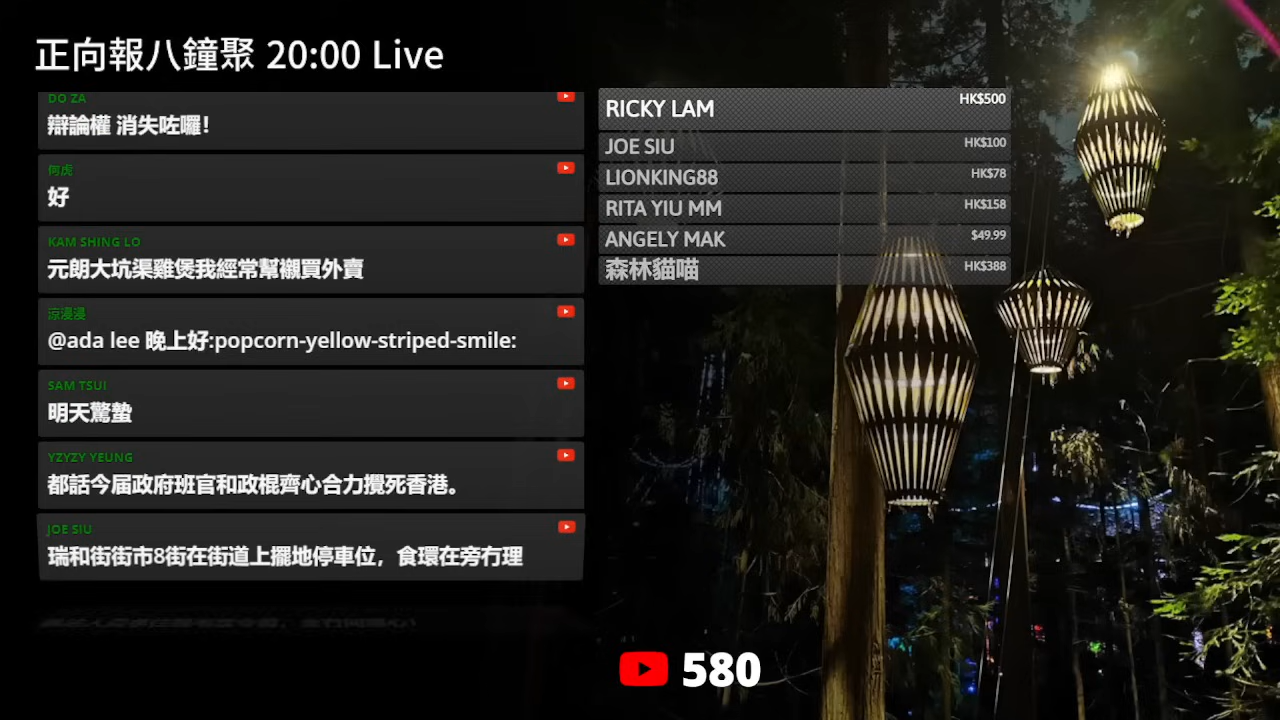 正向報八鐘聚 20:00 Live
DO ZA
辯論權 消失咗囉！
何虎
好
KAM SHING LO
元朗大坑渠雞煲我經常幫襯買外賣
涼漫漫
@ada lee 晚上好:popcorn-yellow-striped-smile:
SAM TSUI
明天驚蟄
YZYZY YEUNG
都話今届政府班官和政棍齊心合力攪死香港。
JOE SIU
瑞和街街市8街在街道上擺地停車位，食環在旁冇理
RICKY LAM HK$500
JOE SIU HK$100
LIONKING88 HK$78
RITA YIU MM HK$158
ANGELY MAK $49.99
森林貓喵 HK$388
580